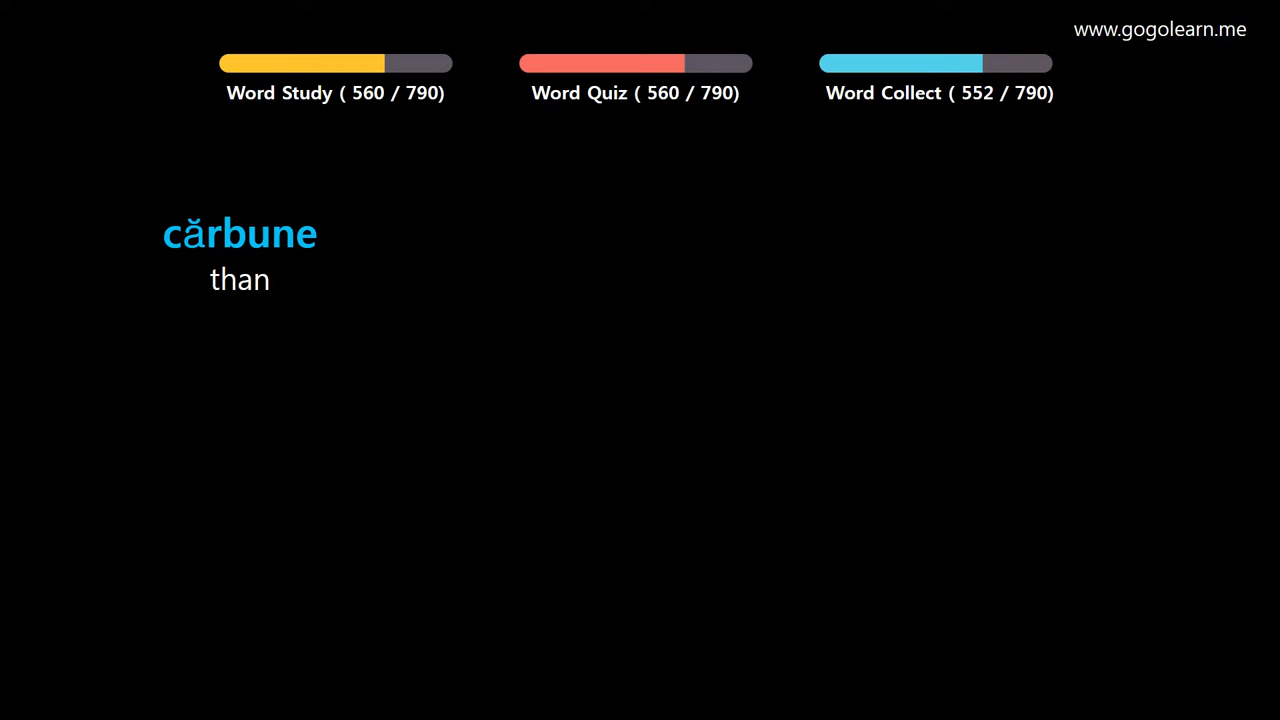 www.gogolearn.me
Word Study ( 560 / 790)
Word Quiz ( 560 / 790)
Word Collect ( 552 / 790)
cărbune
than